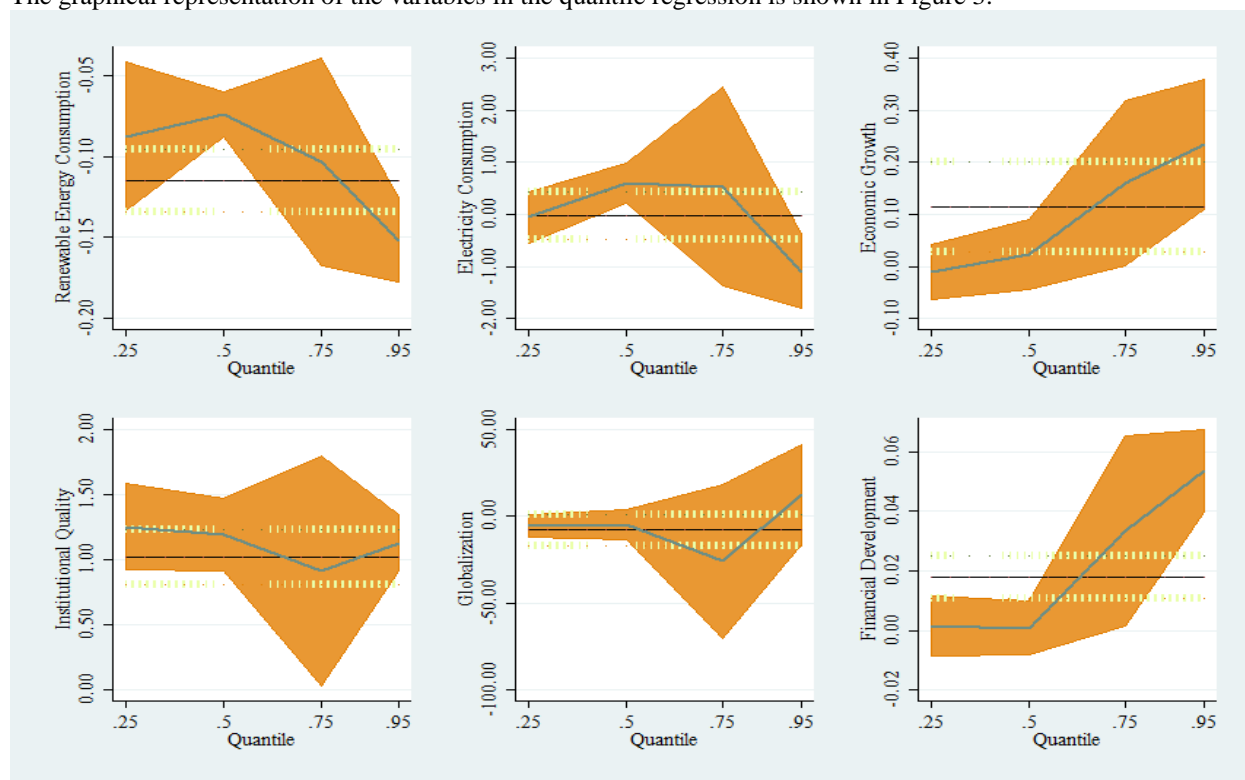 The graphical representation of the variables in the quantile regression is shown in Figure 3.
Renewable Energy Consumption
-0.05
-0.10
-0.15
-0.20
.25 .5 .75 .95
Quantile
Electricity Consumption
3.00
2.00
1.00
0.00
-1.00
-2.00
.25 .5 .75 .95
Quantile
Economic Growth
0.40
0.30
0.20
0.10
0.00
-0.10
.25 .5 .75 .95
Quantile
Institutional Quality
2.00
1.50
1.00
0.50
0.00
.25 .5 .75 .95
Quantile
Globalization
50.00
0.00
-50.00
-100.00
.25 .5 .75 .95
Quantile
Financial Development
0.06
0.04
0.02
0.00
-0.02
.25 .5 .75 .95
Quantile